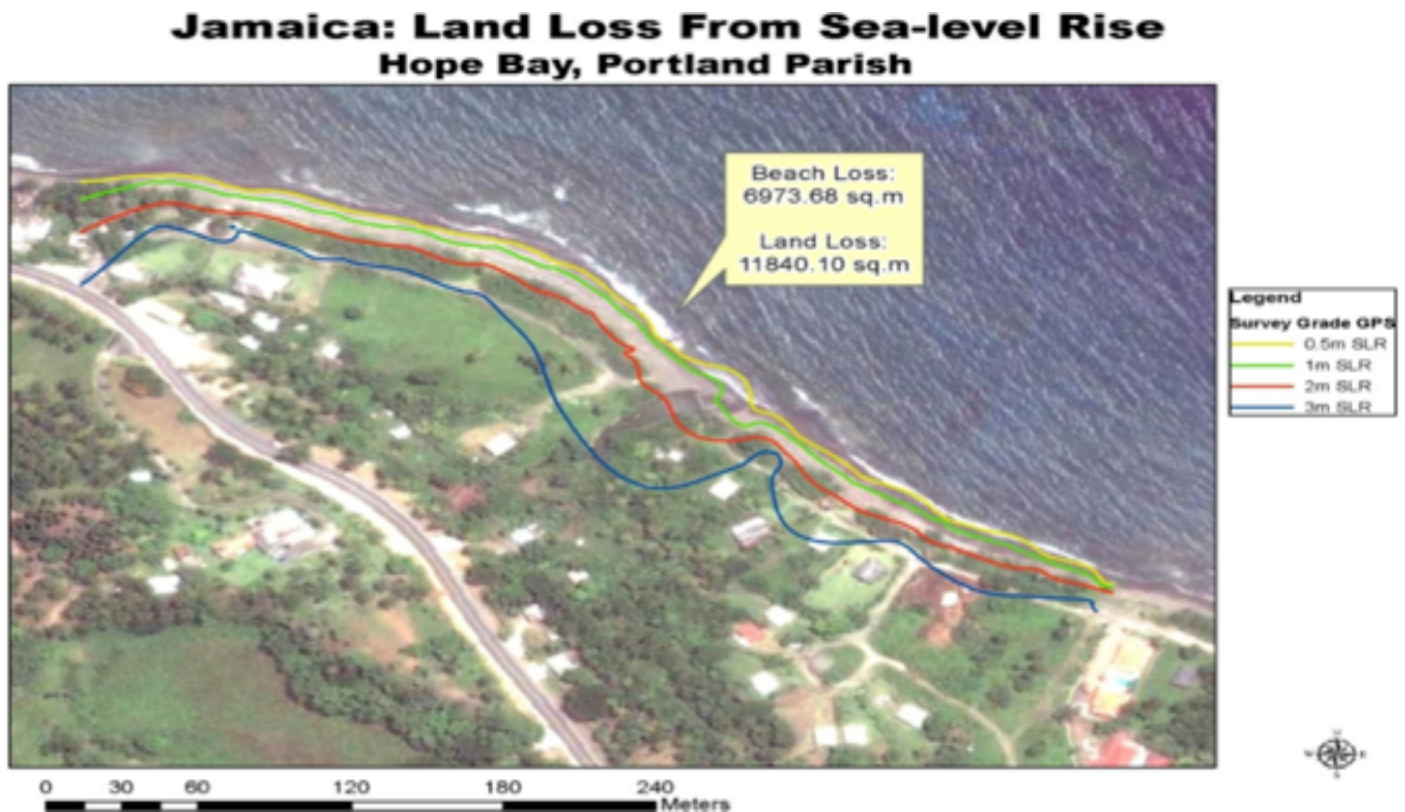 Jamaica: Land Loss From Sea-level Rise
Hope Bay, Portland Parish
Beach Loss:
6973.68 sq.m
Land Loss:
11840.10 sq.m
Legend
Survey Grade GPS
0.5m SLR
1m SLR
2m SLR
3m SLR
0 30 60 120 180 240
Meters